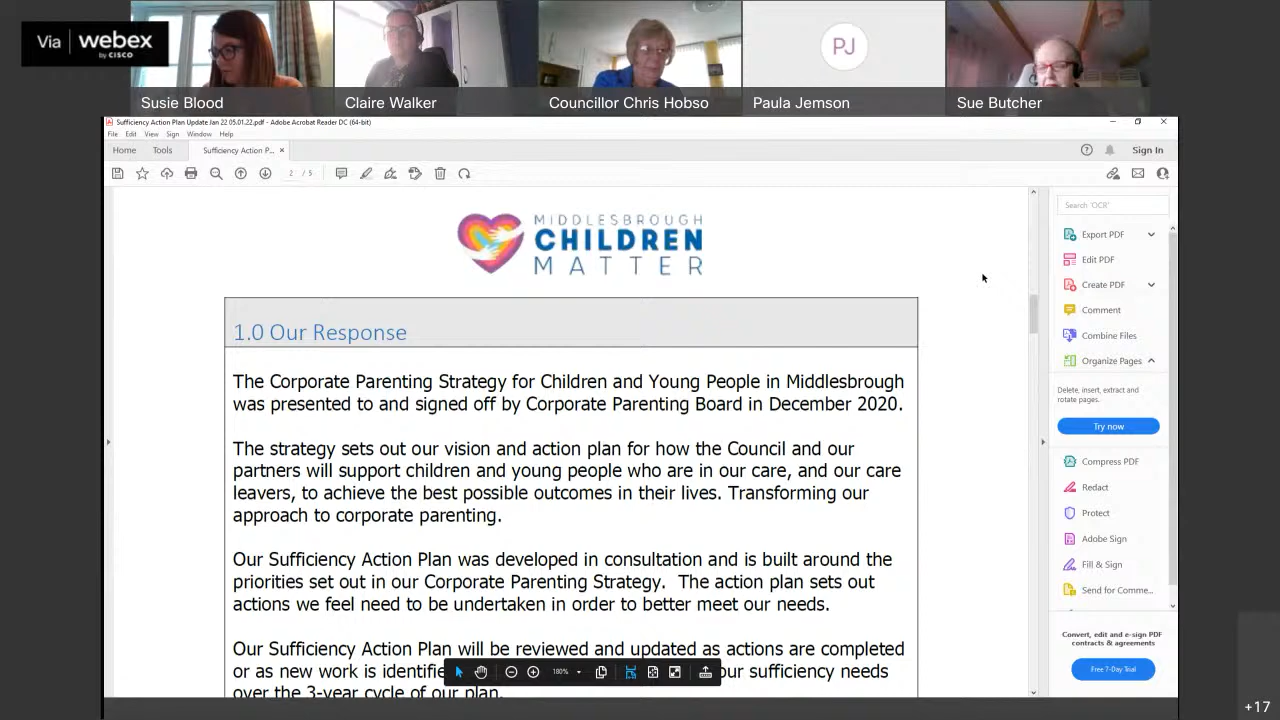 Via webex
by CISCO
PJ
Susie Blood
Claire Walker
Councillor Chris Hobso
Paula Jemson
Sue Butcher
Sufficiency Action Plan Update Jan 22 05.01.22.pdf - Adobe Acrobat Reader DC (64-bit)
File Edit View Sign Window Help
Home Tools Sufficiency Action P... × Sign In
2 / 5
Search 'OCR'
MIDDLESBROUGH
CHILDREN
MATTER
Export PDF
Edit PDF
Create PDF
Comment
Combine Files
Organize Pages
Delete, insert, extract and
rotate pages.
Try now
Compress PDF
Redact
Protect
Adobe Sign
Fill & Sign
Send for Comme...
Convert, edit and e-sign PDF
contracts & agreements
Free 7-Day Trial
1.0 Our Response
The Corporate Parenting Strategy for Children and Young People in Middlesbrough
was presented to and signed off by Corporate Parenting Board in December 2020.
The strategy sets out our vision and action plan for how the Council and our
partners will support children and young people who are in our care, and our care
leavers, to achieve the best possible outcomes in their lives. Transforming our
approach to corporate parenting.
Our Sufficiency Action Plan was developed in consultation and is built around the
priorities set out in our Corporate Parenting Strategy. The action plan sets out
actions we feel need to be undertaken in order to better meet our needs.
Our Sufficiency Action Plan will be reviewed and updated as actions are completed
or as new work is identifie our sufficiency needs
over the 3-year cycle of our plan.
180%
+17